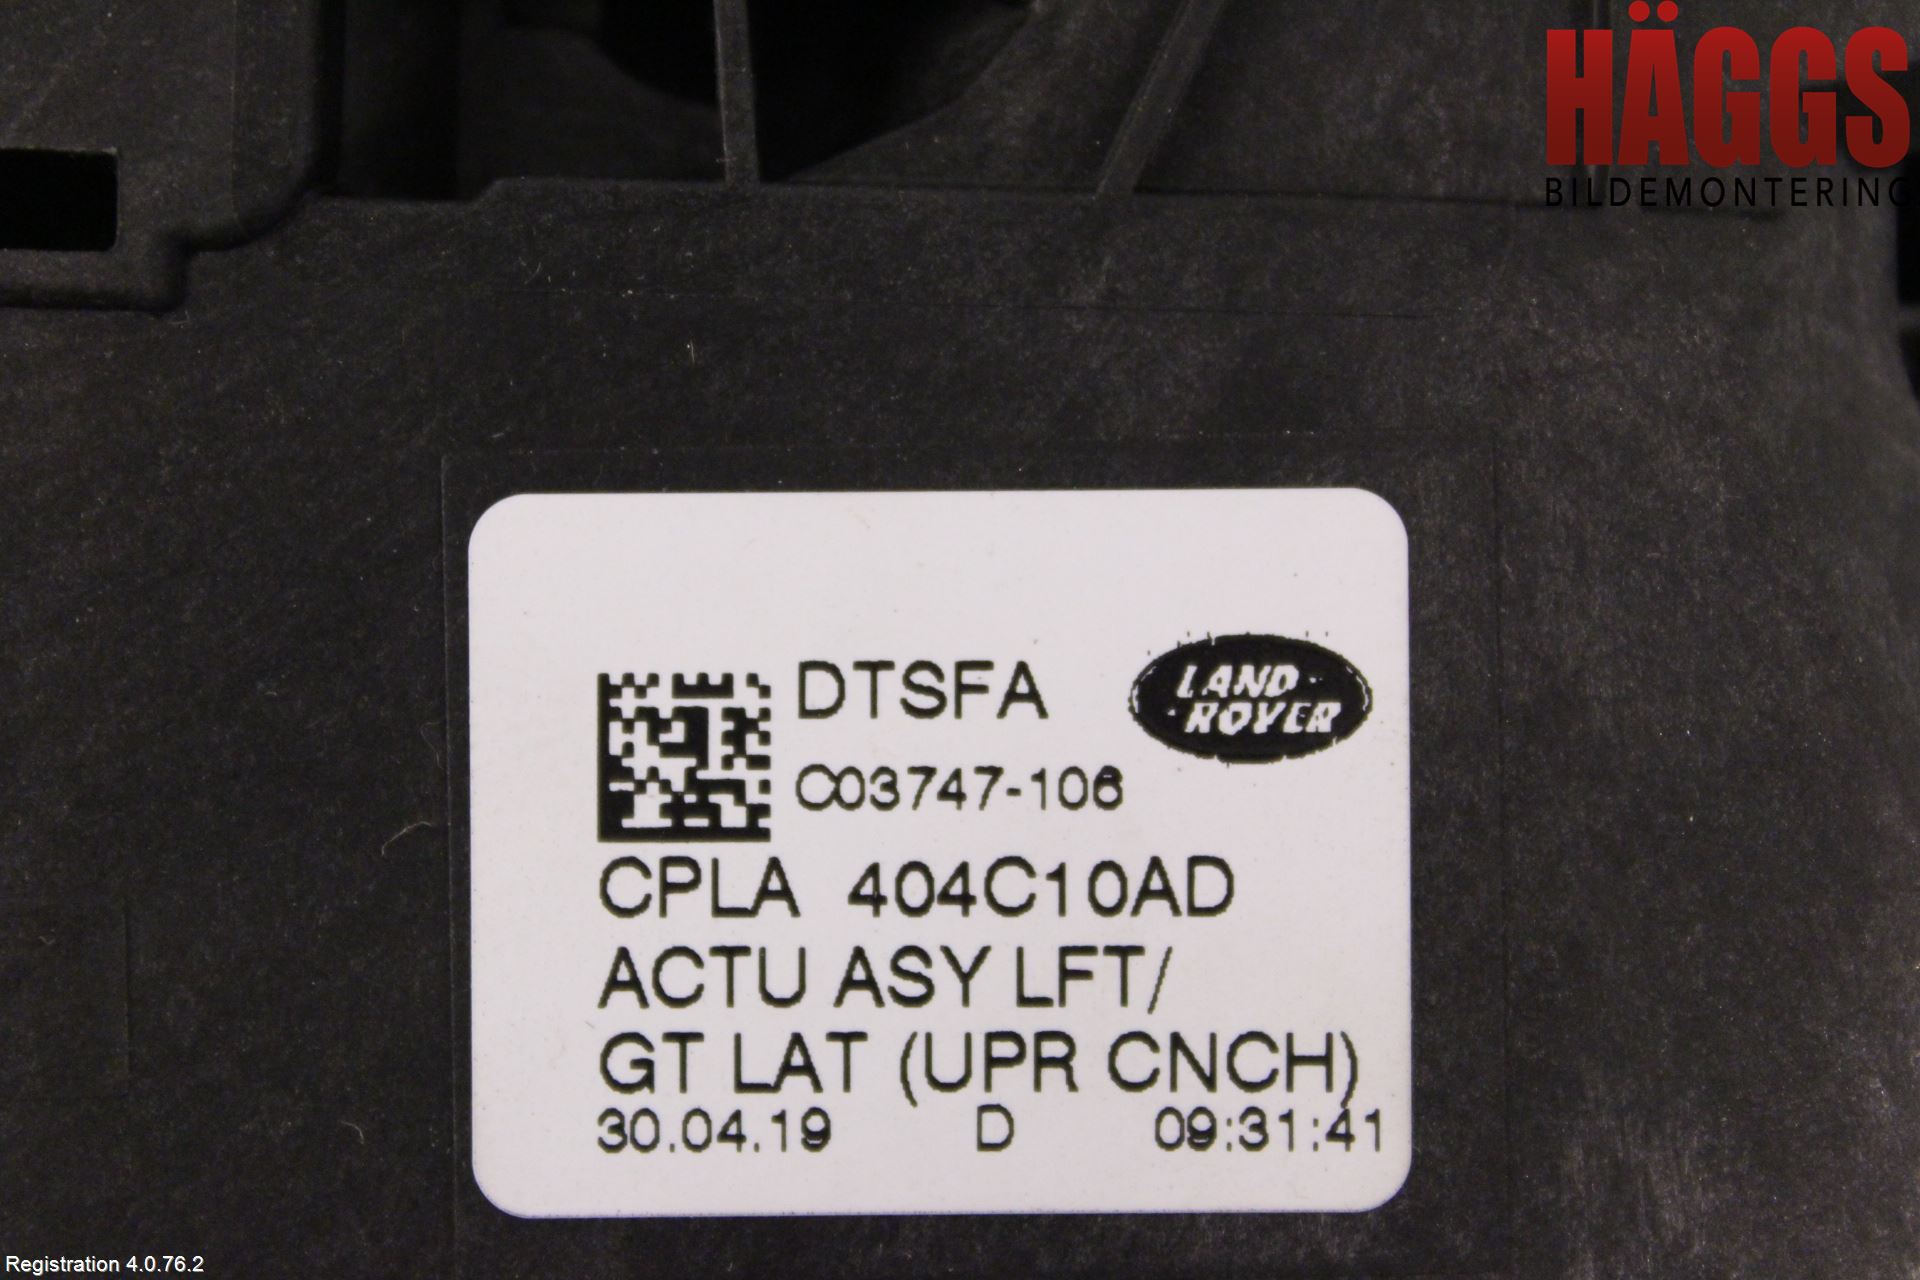 HÄGGS
BILDEMONTERING
DTSFA
LAND-
ROVER
C03747-106
CPLA 404C10AD
ACTU ASY LFT/
GT LAT (UPR CNCH)
30.04.19 D 09:31:41
Registration 4.0.76.2